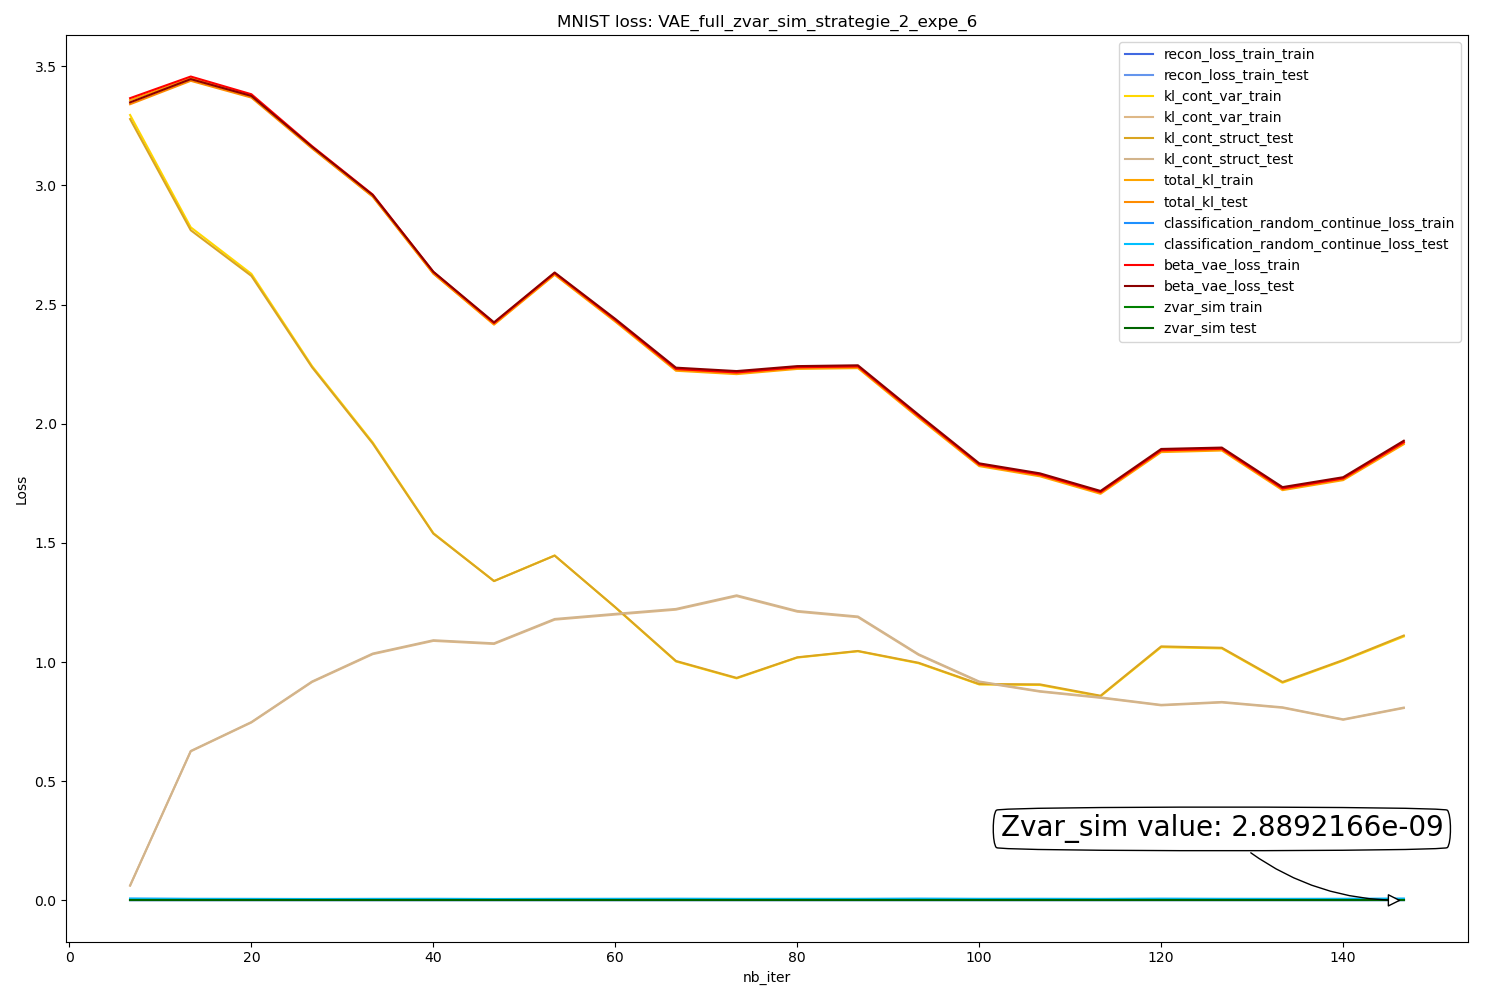 MNIST loss: VAE_full_zvar_sim_strategie_2_expe_6
recon_loss_train_train
recon_loss_train_test
kl_cont_var_train
kl_cont_var_train
kl_cont_struct_test
kl_cont_struct_test
total_kl_train
total_kl_test
classification_random_continue_loss_train
classification_random_continue_loss_test
beta_vae_loss_train
beta_vae_loss_test
zvar_sim train
zvar_sim test
3.5
3.0
2.5
2.0
1.5
1.0
0.5
0.0
Loss
Zvar_sim value: 2.8892166e-09
0 20 40 60 80 100 120 140
nb_iter